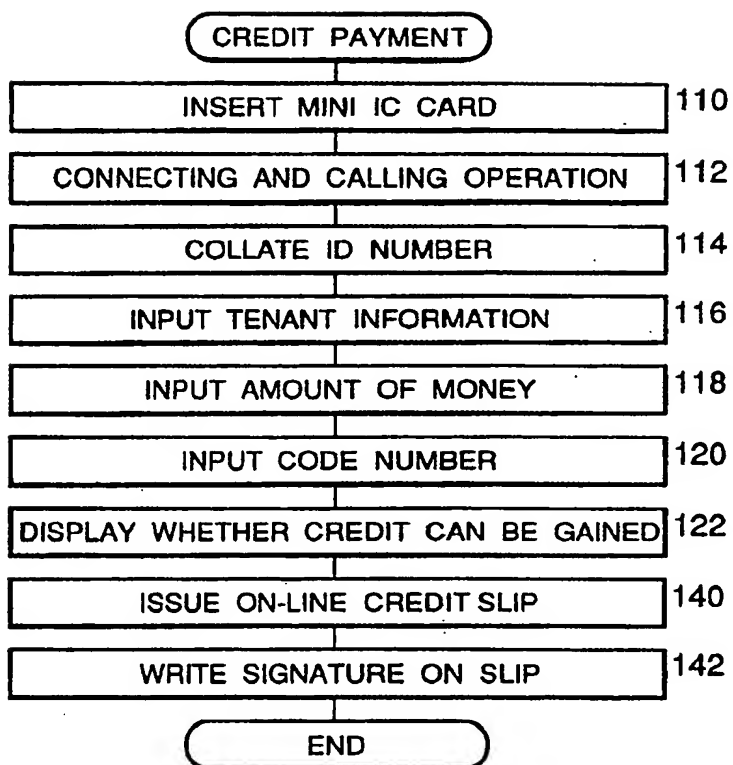 CREDIT PAYMENT
INSERT MINI IC CARD 110
CONNECTING AND CALLING OPERATION 112
COLLATE ID NUMBER 114
INPUT TENANT INFORMATION 116
INPUT AMOUNT OF MONEY 118
INPUT CODE NUMBER 120
DISPLAY WHETHER CREDIT CAN BE GAINED 122
ISSUE ON-LINE CREDIT SLIP 140
WRITE SIGNATURE ON SLIP 142
END